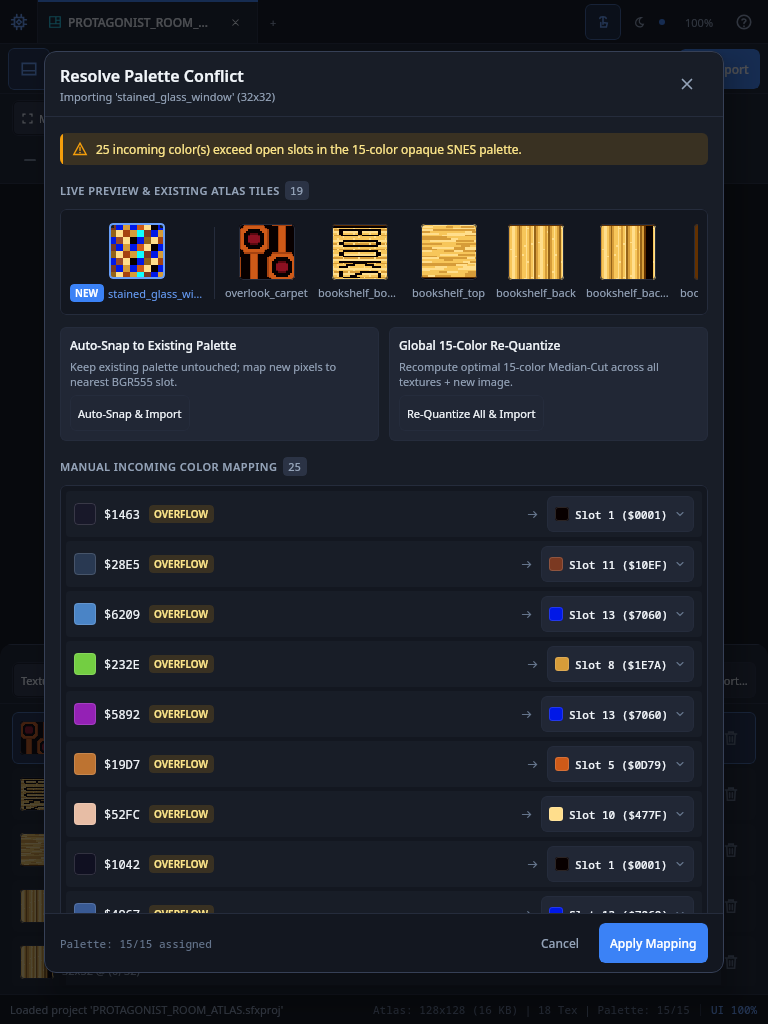 PROTAGONIST_ROOM_...
100%
Resolve Palette Conflict
Importing 'stained_glass_window' (32x32)
25 incoming color(s) exceed open slots in the 15-color opaque SNES palette.
LIVE PREVIEW & EXISTING ATLAS TILES 19
NEW stained_glass_wi...
overlook_carpet
bookshelf_bo...
bookshelf_top
bookshelf_back
bookshelf_bac...
Auto-Snap to Existing Palette
Keep existing palette untouched; map new pixels to
nearest BGR555 slot.
Auto-Snap & Import
Global 15-Color Re-Quantize
Recompute optimal 15-color Median-Cut across all
textures + new image.
Re-Quantize All & Import
MANUAL INCOMING COLOR MAPPING 25
$1463 OVERFLOW → Slot 1 ($0001)
$28E5 OVERFLOW → Slot 11 ($10EF)
$6209 OVERFLOW → Slot 13 ($7060)
$232E OVERFLOW → Slot 8 ($1E7A)
$5892 OVERFLOW → Slot 13 ($7060)
$19D7 OVERFLOW → Slot 5 ($0D79)
$52FC OVERFLOW → Slot 10 ($477F)
$1042 OVERFLOW → Slot 1 ($0001)
Palette: 15/15 assigned
Cancel
Apply Mapping
Loaded project 'PROTAGONIST_ROOM_ATLAS.sfxproj'
Atlas: 128x128 (16 KB) | 18 Tex | Palette: 15/15 | UI 100%